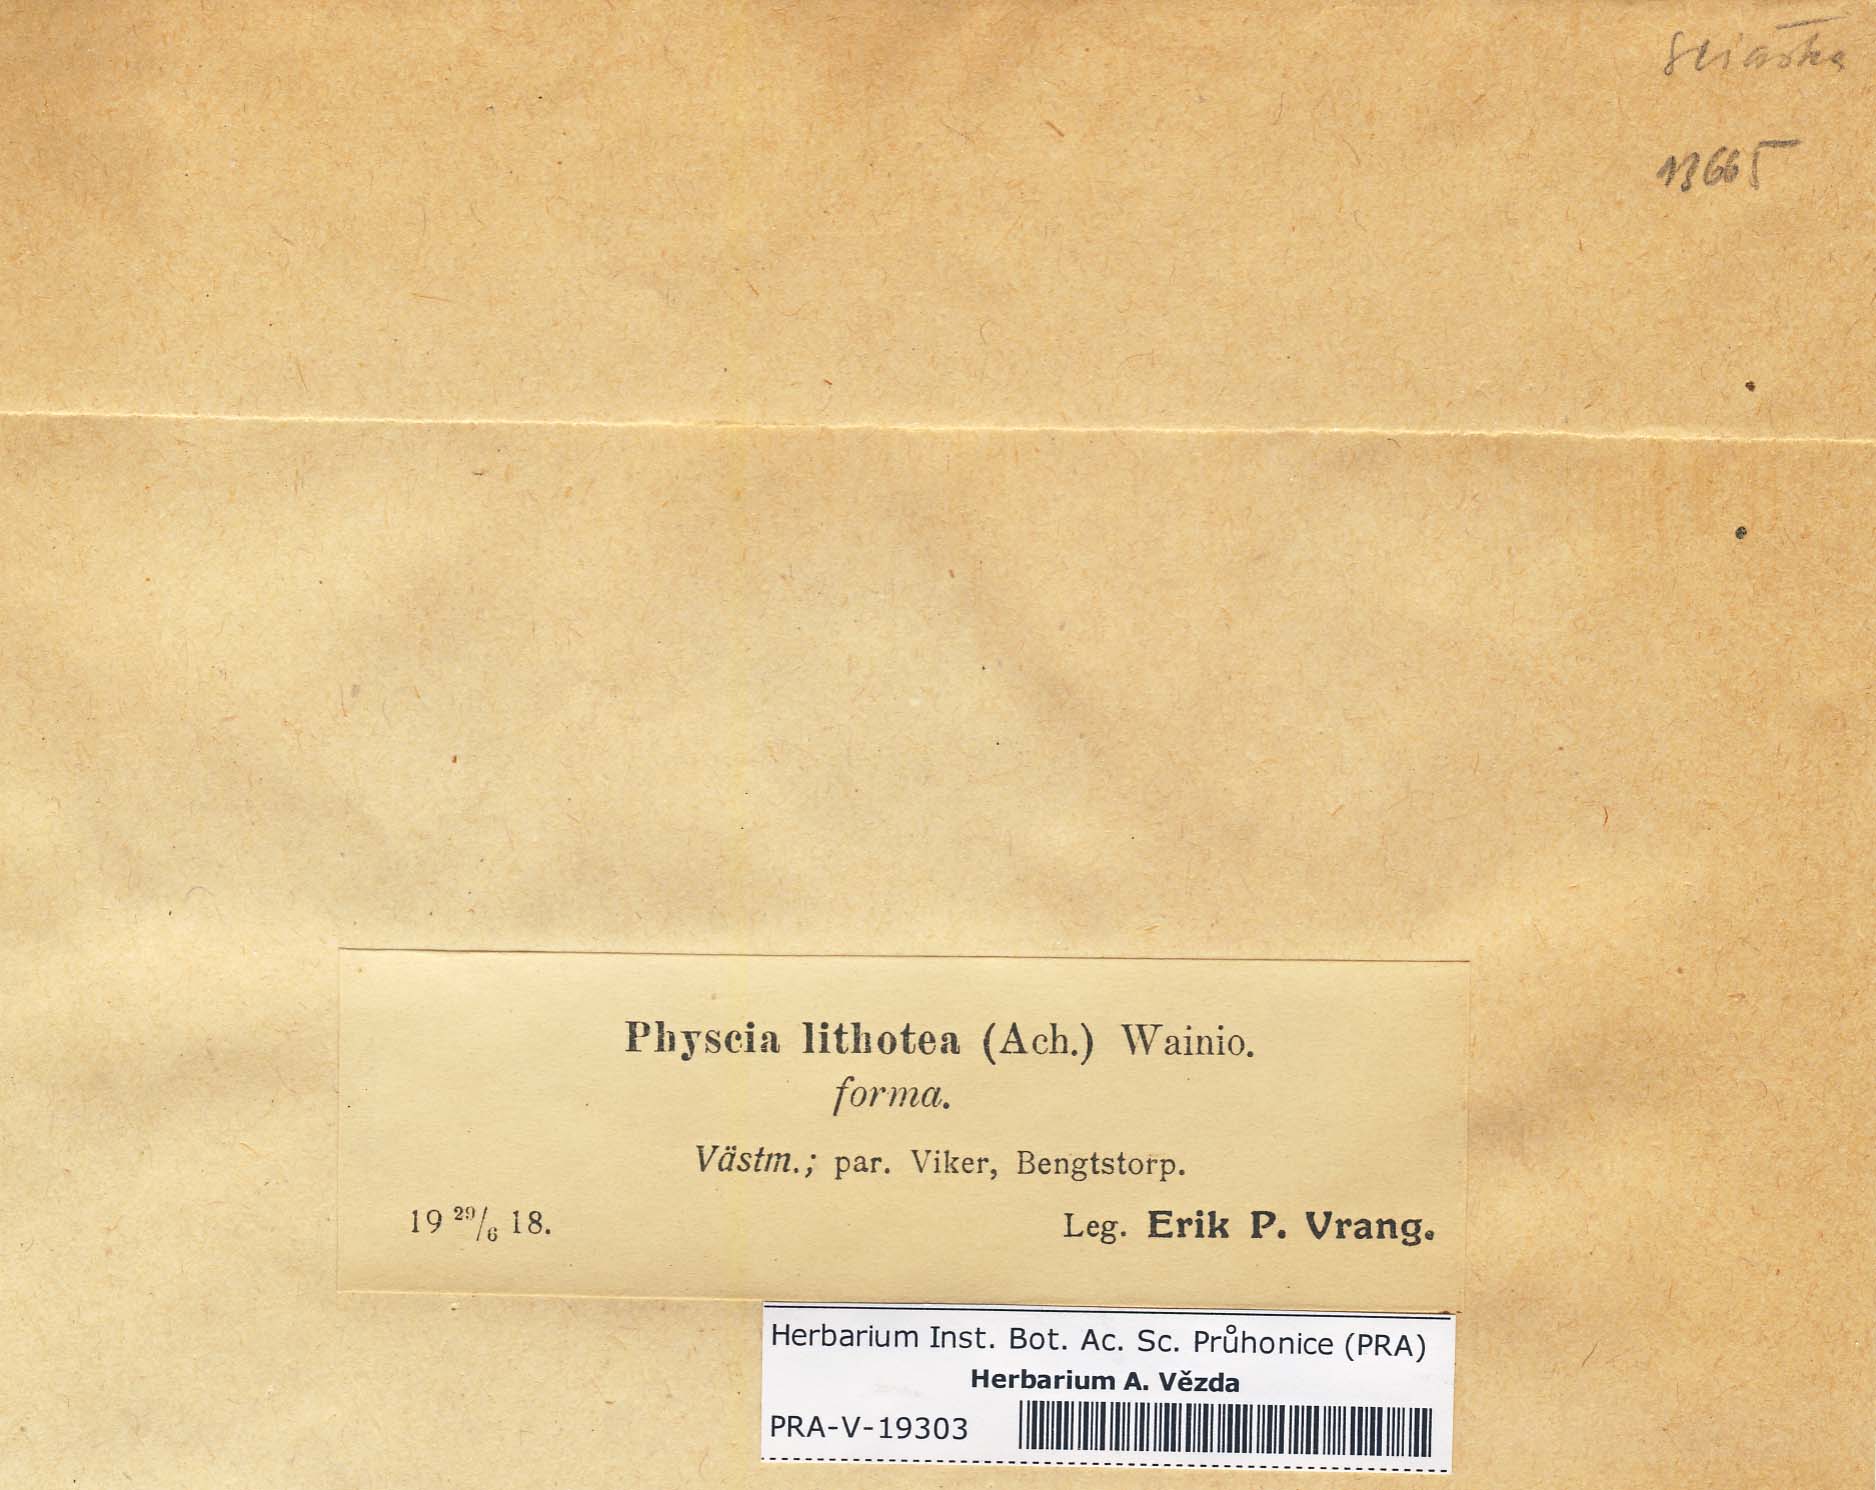 13665
Physcia lithotea (Ach.) Wainio.
forma.
Västm.; par. Viker, Bengtstorp.
19 29/6 18.
Leg. Erik P. Vrang.
Herbarium Inst. Bot. Ac. Sc. Průhonice (PRA)
Herbarium A. Vězda
PRA-V-19303